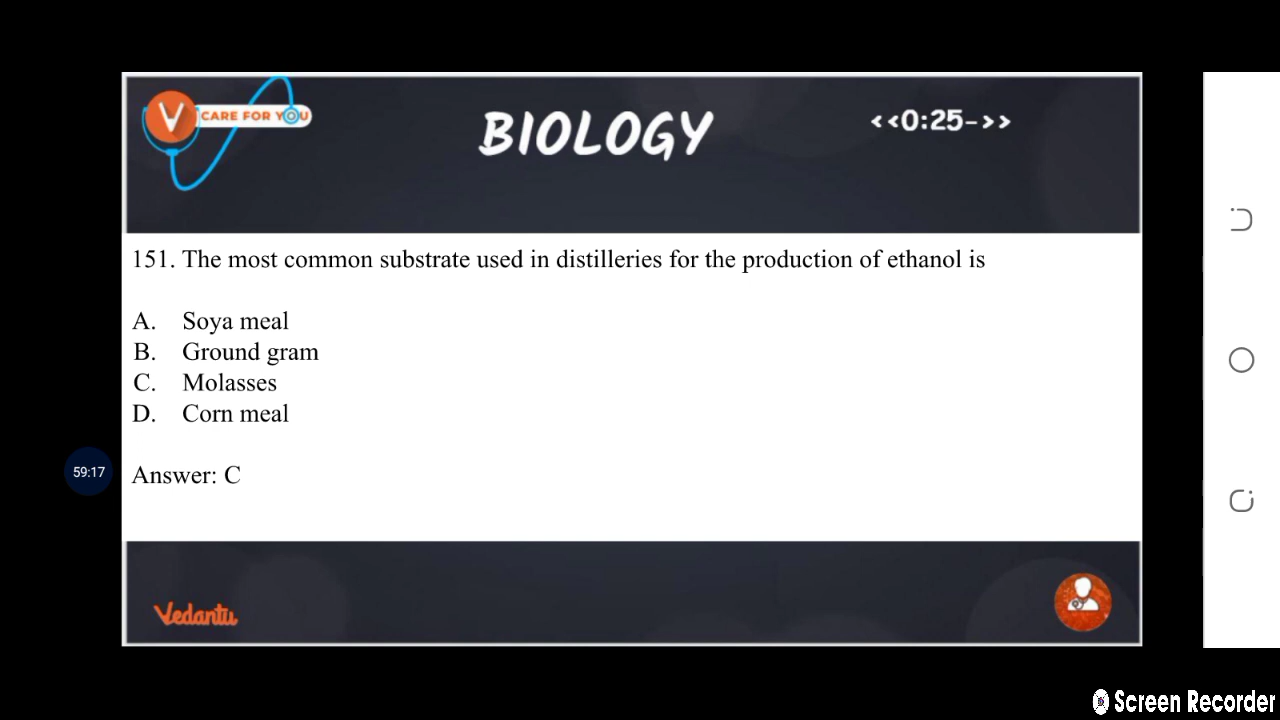 V CARE FOR YOU
BIOLOGY
<<0:25->>
151. The most common substrate used in distilleries for the production of ethanol is
A. Soya meal
B. Ground gram
C. Molasses
D. Corn meal
59:17
Answer: C
Vedantu
Screen Recorder